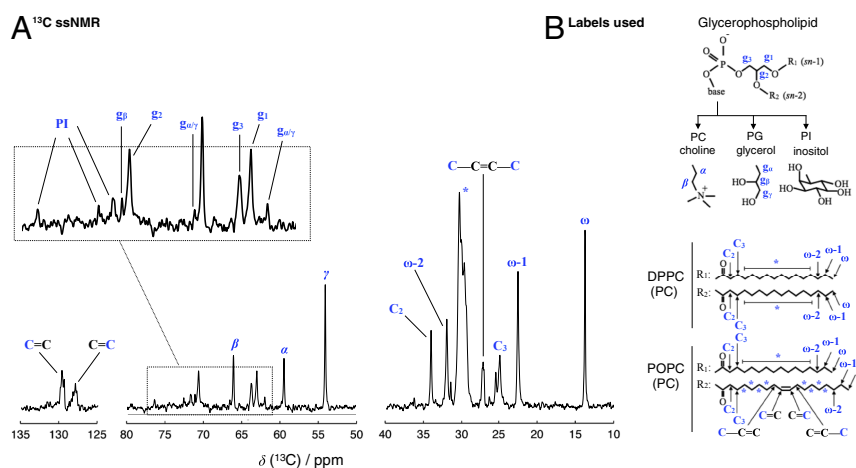 A ¹³C ssNMR
PI
gβ
g₂
gα/γ
g₃
g₁
gα/γ
C=C
C=C
β
α
γ
C₂
ω-2
*
C—C=C—C
C₃
ω-1
ω
135 130 125
80 75 70 65 60 55 50
40 30 20 10
δ (¹³C) / ppm
B Labels used
Glycerophospholipid
O⁻
O
P
O
O
g₃
g₁
g₂
O
R₁ (sn-1)
O
R₂ (sn-2)
base
PC
choline
PG
glycerol
PI
inositol
β
α
N⁺
HO
HO
gα
gβ
gγ
OH
OH
HO
OH
OH
DPPC
(PC)
C₂
C₃
*
ω-2
ω-1
ω
R₁:
O
R₂:
O
C₂
C₃
*
ω-2
ω-1
ω
POPC
(PC)
C₂
C₃
*
ω-2
ω-1
ω
R₁:
O
R₂:
O
* * * * * * *
ω-1
ω
C₂
C₃
C=C
C=C
ω-2
C—C=C
C=C—C